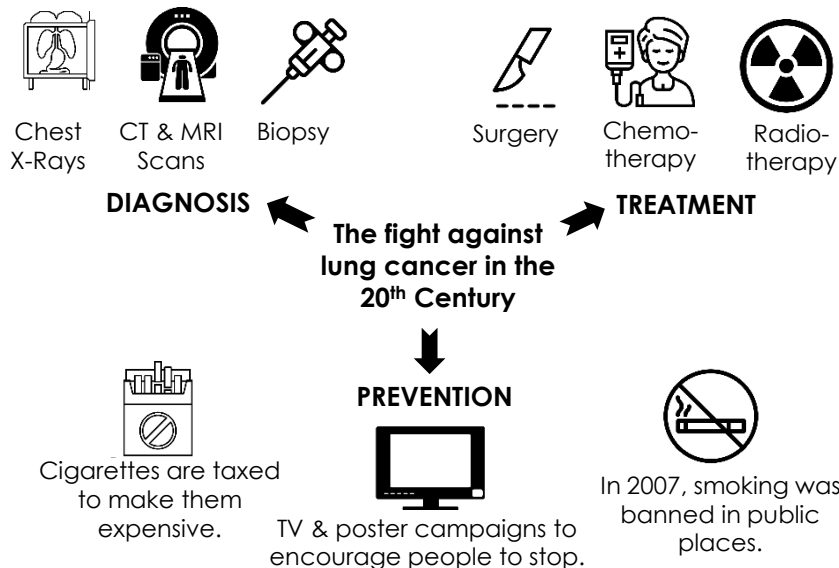 Chest
X-Rays
CT & MRI
Scans
Biopsy
Surgery
Chemo-
therapy
Radio-
therapy
DIAGNOSIS
TREATMENT
The fight against
lung cancer in the
20th Century
PREVENTION
Cigarettes are taxed
to make them
expensive.
TV & poster campaigns to
encourage people to stop.
In 2007, smoking was
banned in public
places.